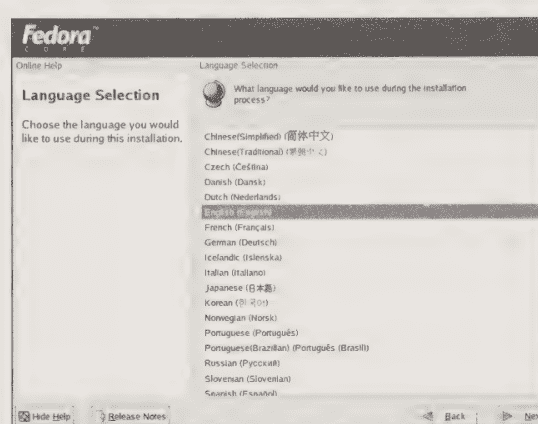 Fedora
CORE
Online Help
Language Selection
Choose the language you would
like to use during this installation.
Language Selection
What language would you like to use during the installation
process?
Chinese(Simplified) (简体中文)
Chinese(Traditional)
Czech (Čeština)
Danish (Dansk)
Dutch (Nederlands)
English (English)
French (Français)
German (Deutsch)
Icelandic (Íslenska)
Italian (Italiano)
Japanese (日本語)
Korean (한국어)
Norwegian (Norsk)
Portuguese (Português)
Portuguese(Brazilian) (Português (Brasil))
Russian (Русский)
Slovenian (Slovenian)
Spanish (Español)
Hide Help
Release Notes
Back